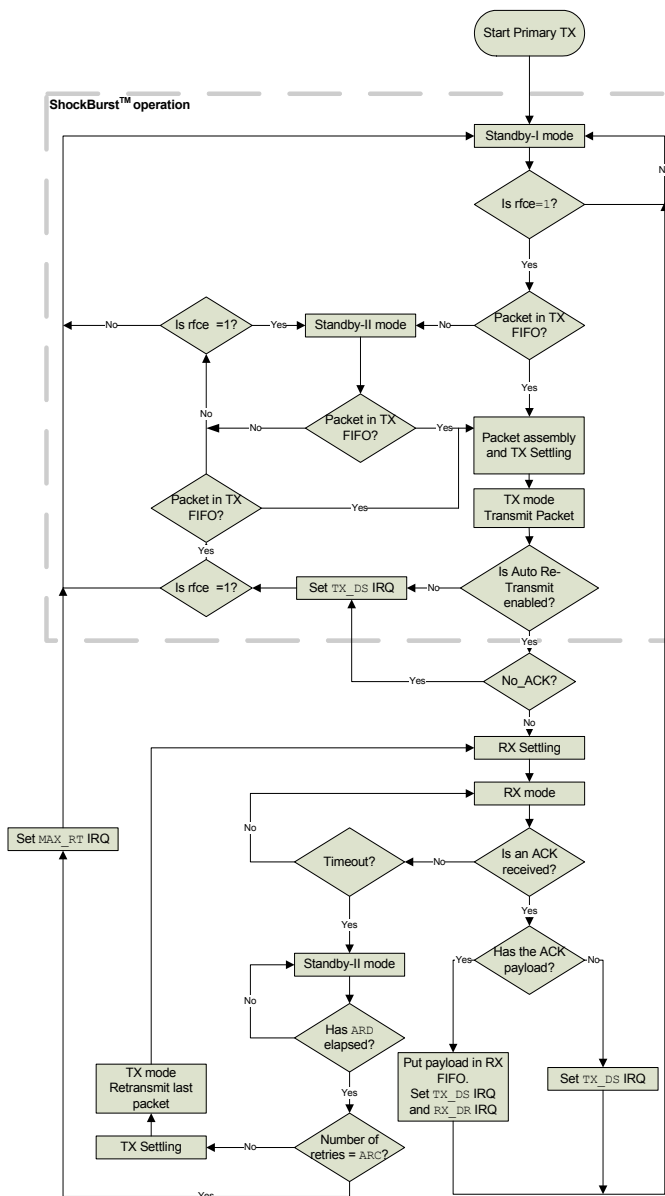 Start Primary TX
ShockBurst™ operation
Standby-I mode
N
Is rfce=1?
Yes
Is rfce =1?
No
Yes
Standby-II mode
No
Packet in TX
FIFO?
Yes
No
Packet in TX
FIFO?
No
Yes
Packet assembly
and TX Settling
Packet in TX
FIFO?
Yes
TX mode
Transmit Packet
Yes
Is rfce =1?
Set TX_DS IRQ
No
Is Auto Re-
Transmit
enabled?
Yes
No_ACK?
Yes
No
RX Settling
RX mode
No
Set MAX_RT IRQ
Timeout?
No
Is an ACK
received?
Yes
Yes
Standby-II mode
Yes
Has the ACK
payload?
No
No
Has ARD
elapsed?
TX mode
Retransmit last
packet
Yes
Put payload in RX
FIFO.
Set TX_DS IRQ
and RX_DR IRQ
Set TX_DS IRQ
TX Settling
No
Number of
retries = ARC?
Yes